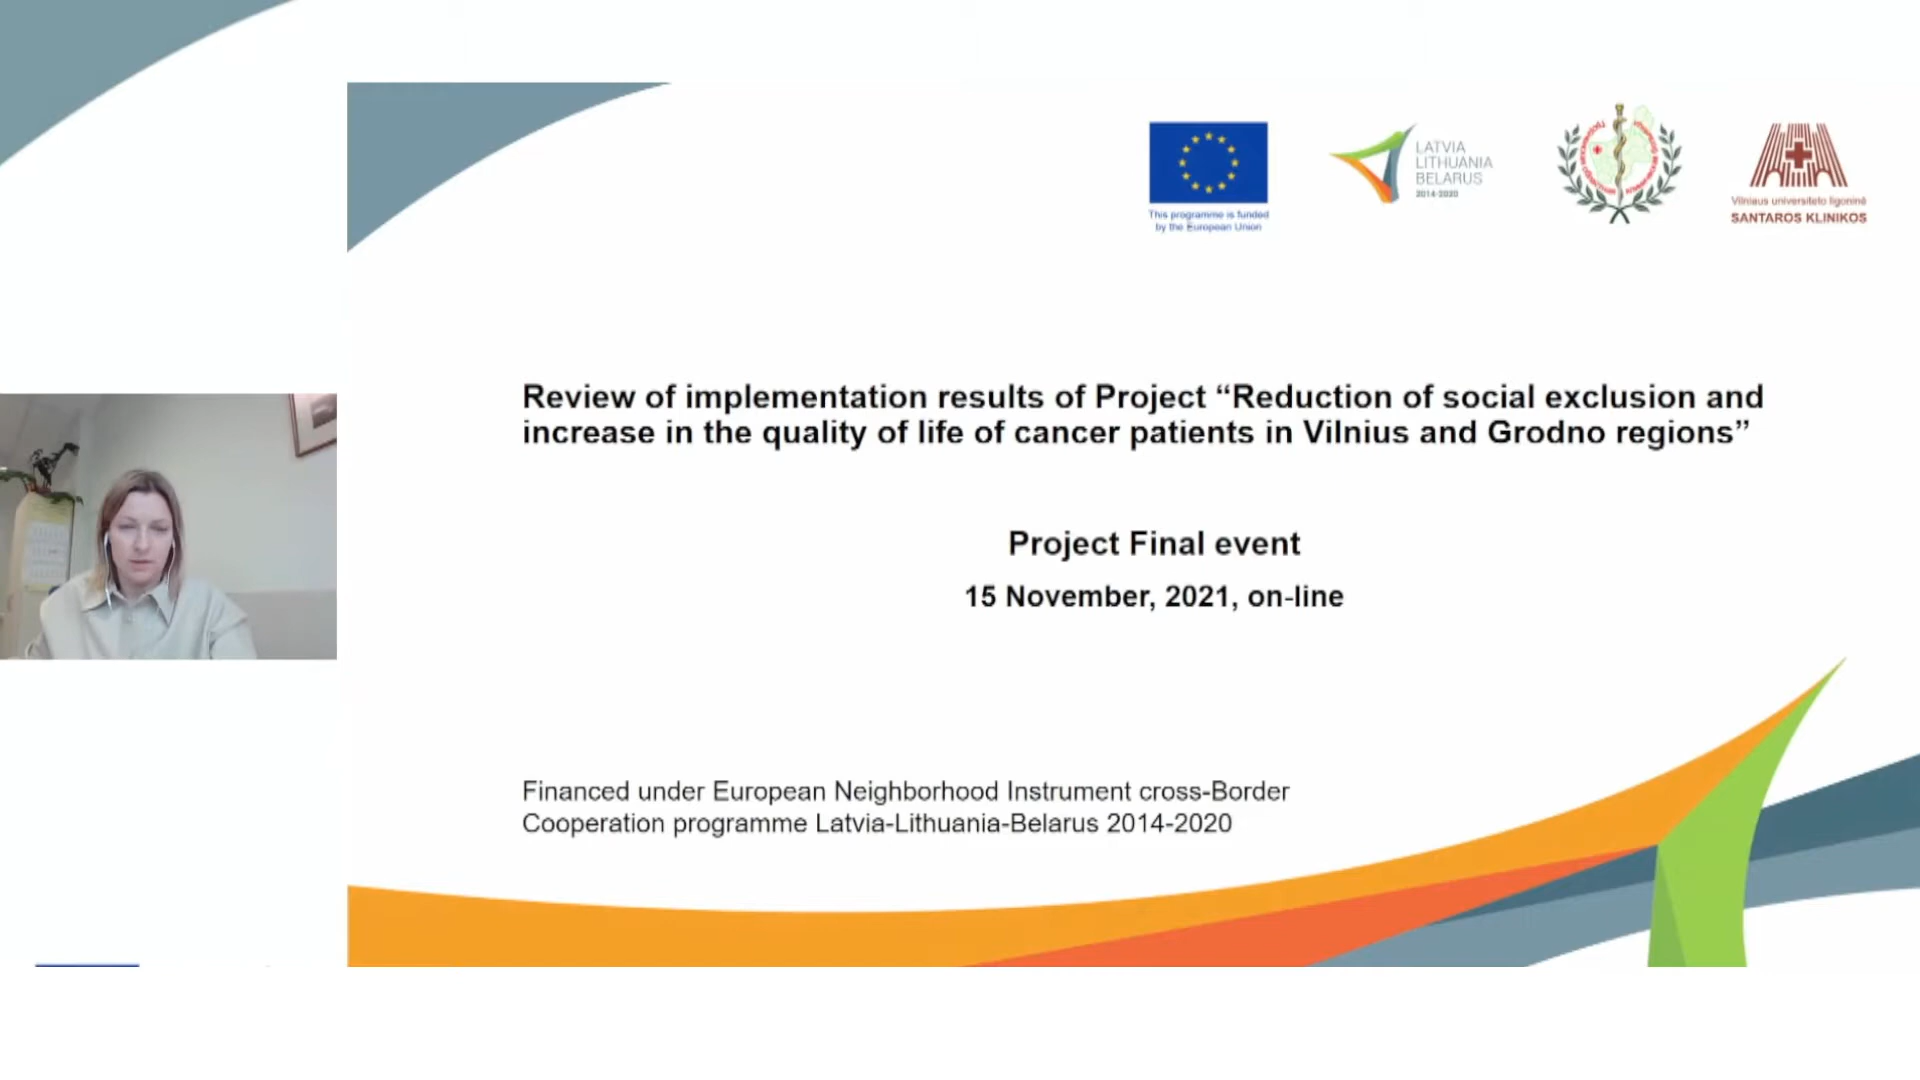 This programme is funded
by the European Union
LATVIA
LITHUANIA
BELARUS
2014-2020
Vilniaus universiteto ligoninė
SANTAROS KLINIKOS
Review of implementation results of Project “Reduction of social exclusion and
increase in the quality of life of cancer patients in Vilnius and Grodno regions”
Project Final event
15 November, 2021, on-line
Financed under European Neighborhood Instrument cross-Border
Cooperation programme Latvia-Lithuania-Belarus 2014-2020